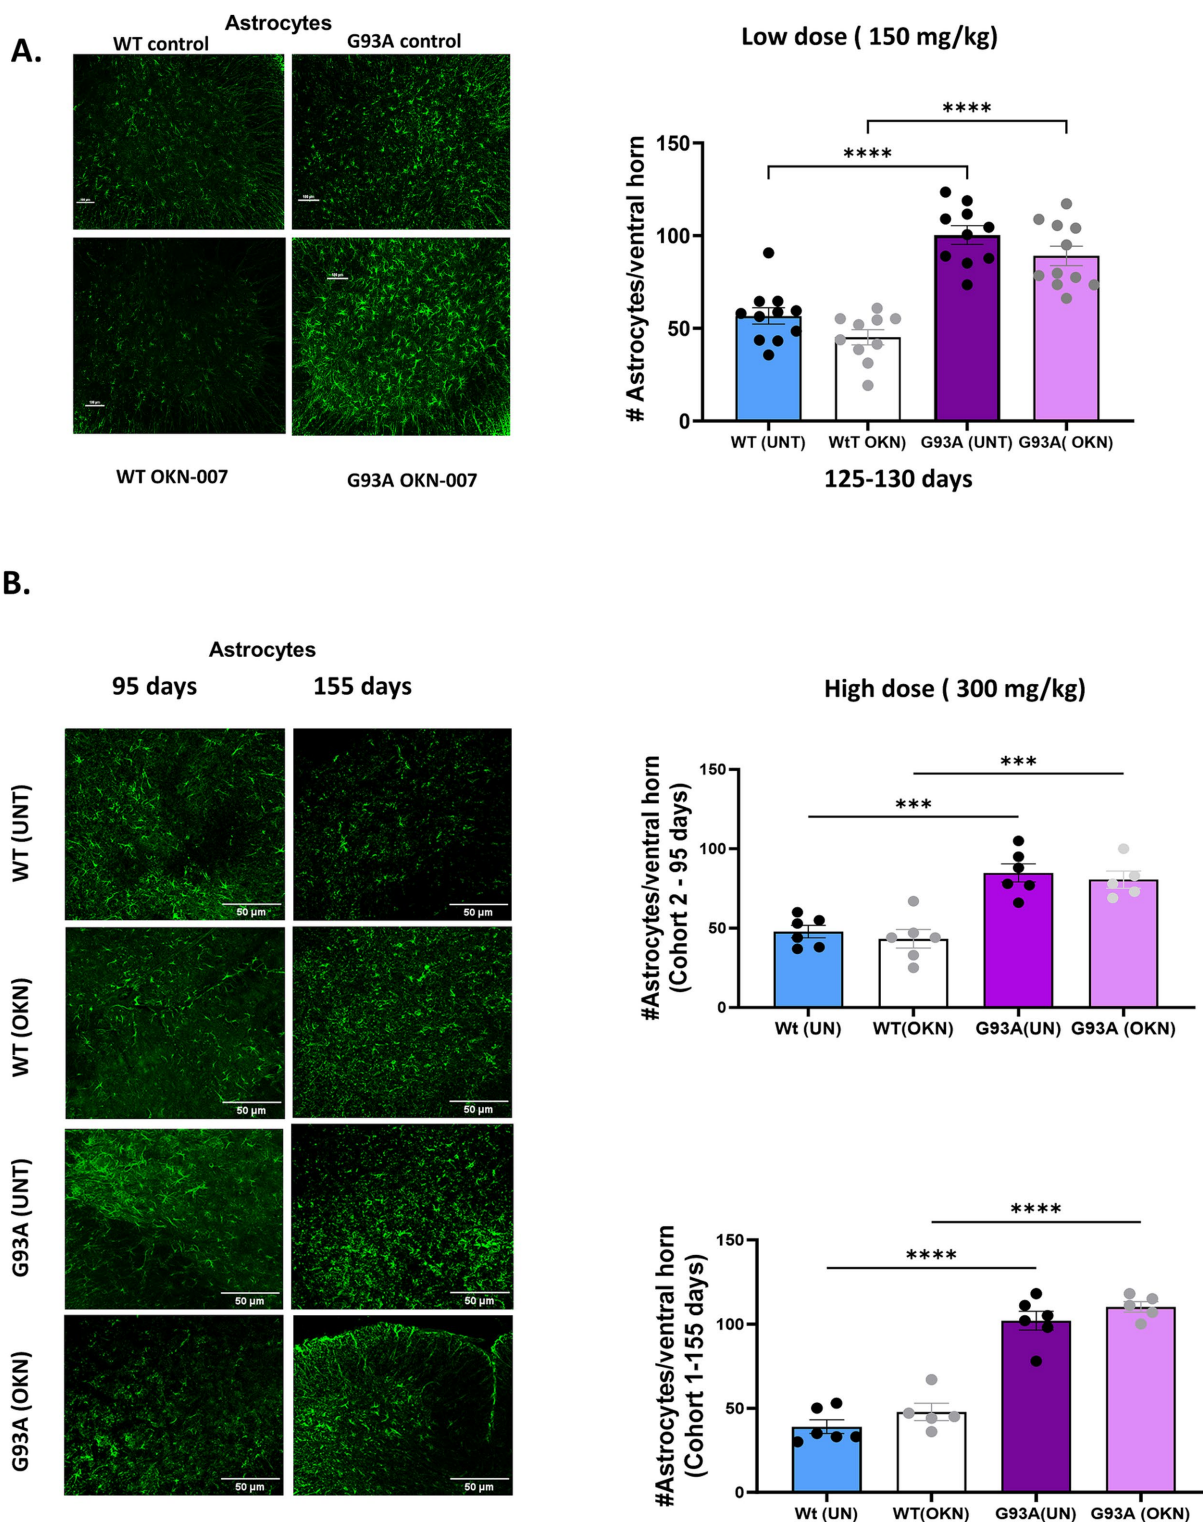 A.
Astrocytes
WT control
G93A control
100 µm
WT OKN-007
G93A OKN-007
Low dose ( 150 mg/kg)
# Astrocytes/ventral horn
150
100
50
0
****
****
WT (UNT)
WtT OKN)
G93A (UNT)
G93A( OKN)
125-130 days
B.
Astrocytes
95 days
155 days
WT (UNT)
50 µm
50 µm
WT (OKN)
50 µm
50 µm
G93A (UNT)
50 µm
50 µm
G93A (OKN)
50 µm
50 µm
High dose ( 300 mg/kg)
#Astrocytes/ventral horn
(Cohort 2 - 95 days)
150
100
50
0
***
***
Wt (UN)
WT(OKN)
G93A(UN)
G93A (OKN)
#Astrocytes/ventral horn
(Cohort 1-155 days)
150
100
50
0
****
****
Wt (UN)
WT(OKN)
G93A(UN)
G93A (OKN)